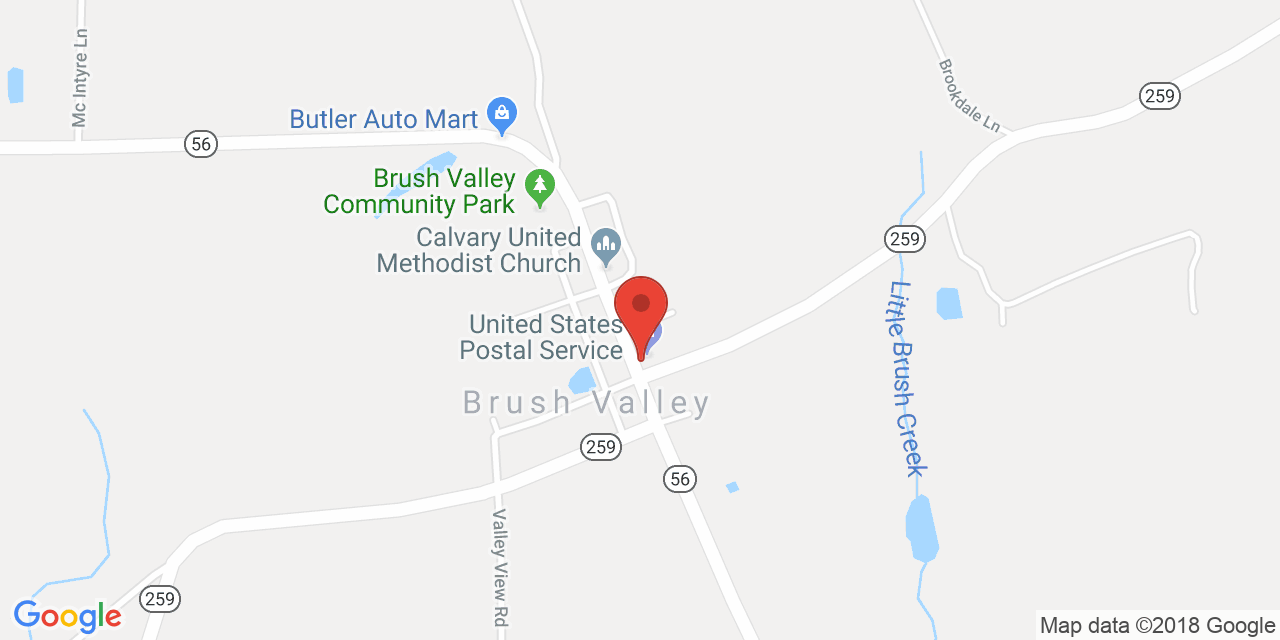 Mc Intyre Ln
Brookdale Ln
259
Butler Auto Mart
56
Brush Valley
Community Park
Calvary United
Methodist Church
259
United States
Postal Service
Little Brush Creek
Brush Valley
259
56
Valley View Rd
259
Google
Map data ©2018 Google